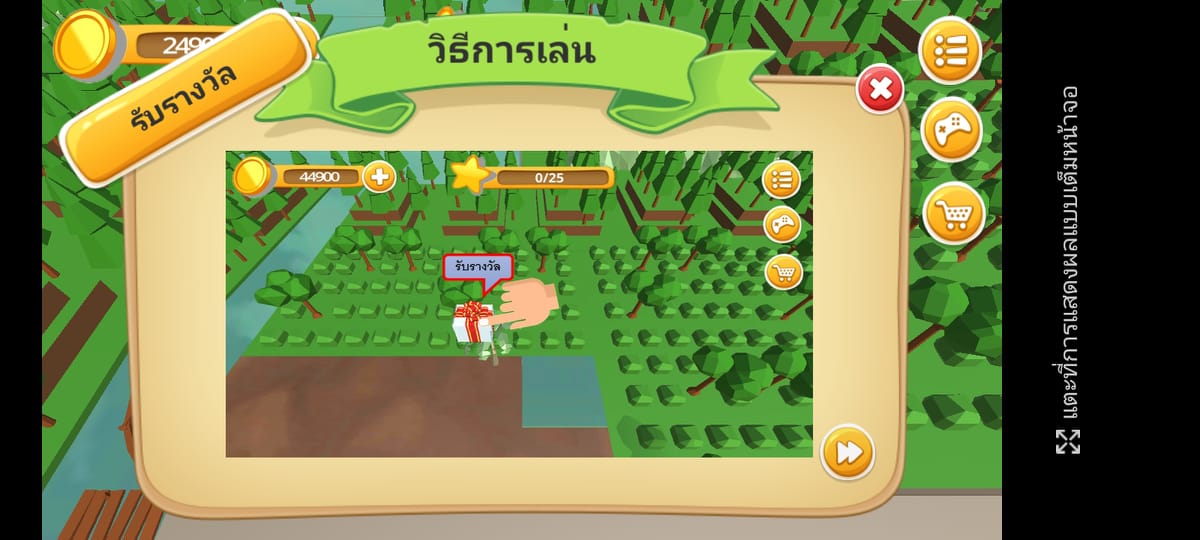 วิธีการเล่น
รับรางวัล
44900
0/25
รับรางวัล
แตะที่การแสดงผลแบบเต็มหน้าจอ